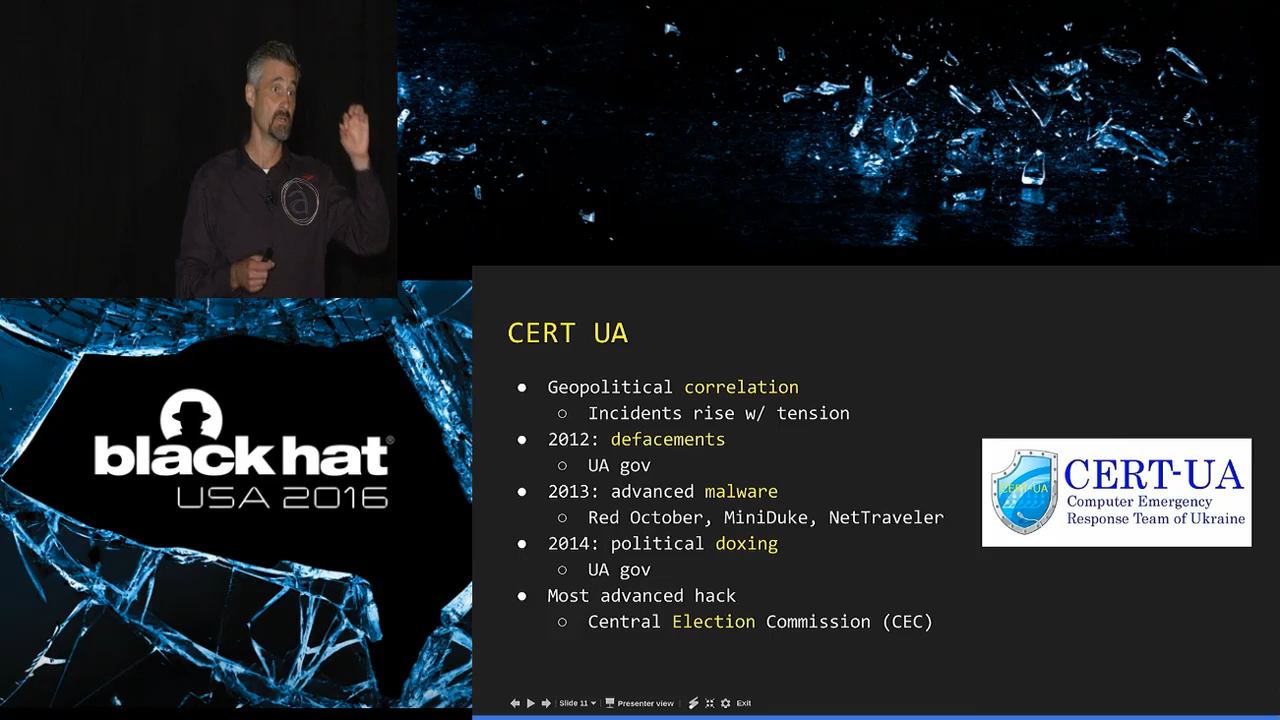 CERT UA
● Geopolitical correlation
○ Incidents rise w/ tension
● 2012: defacements
○ UA gov
● 2013: advanced malware
○ Red October, MiniDuke, NetTraveler
● 2014: political doxing
○ UA gov
● Most advanced hack
○ Central Election Commission (CEC)
CERT-UA
CERT-UA
Computer Emergency
Response Team of Ukraine
black hat®
USA 2016
a
Slide 11
Presenter view
Exit